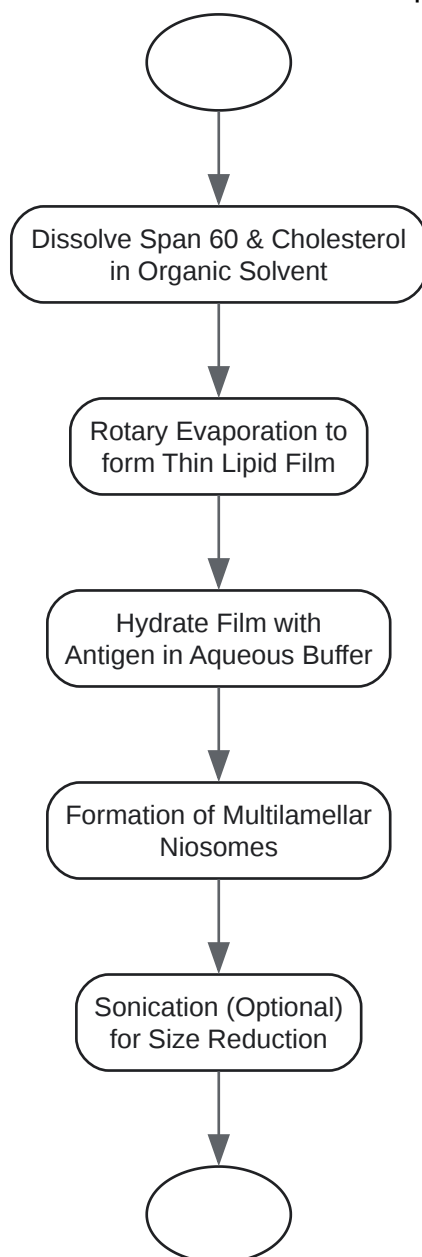 Dissolve Span 60 & Cholesterol
in Organic Solvent
Rotary Evaporation to
form Thin Lipid Film
Hydrate Film with
Antigen in Aqueous Buffer
Formation of Multilamellar
Niosomes
Sonication (Optional)
for Size Reduction